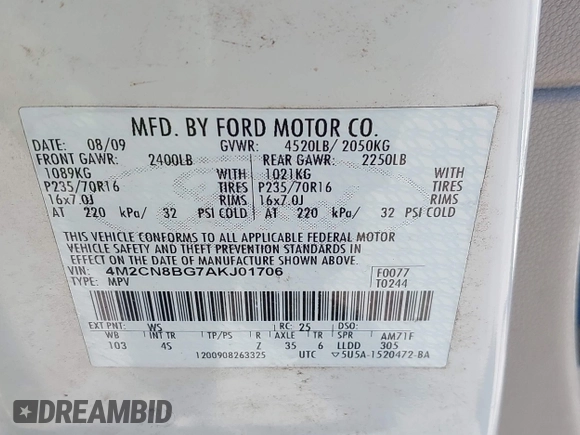 MFD. BY FORD MOTOR CO.
DATE: 08/09 GVWR: 4520LB/ 2050KG
FRONT GAWR: 2400LB REAR GAWR: 2250LB
1089KG WITH 1021KG WITH
P235/70R16 TIRES P235/70R16 TIRES
16x7.0J RIMS 16x7.0J RIMS
AT 220 kPa/ 32 PSI COLD AT 220 kPa/ 32 PSI COLD
THIS VEHICLE CONFORMS TO ALL APPLICABLE FEDERAL MOTOR
VEHICLE SAFETY AND THEFT PREVENTION STANDARDS IN
EFFECT ON THE DATE OF MANUFACTURE SHOWN ABOVE.
VIN: 4M2CN8BG7AKJ01706 F0077
TYPE: MPV T0244
EXT PNT: WS RC: 25 DSO:
WB INT TR TP/PS R AXLE TR SPR AM71F
103 4S Z 35 6 LLDD 305
1200908263325 UTC ▽5U5A-1520472-BA
DREAMBID